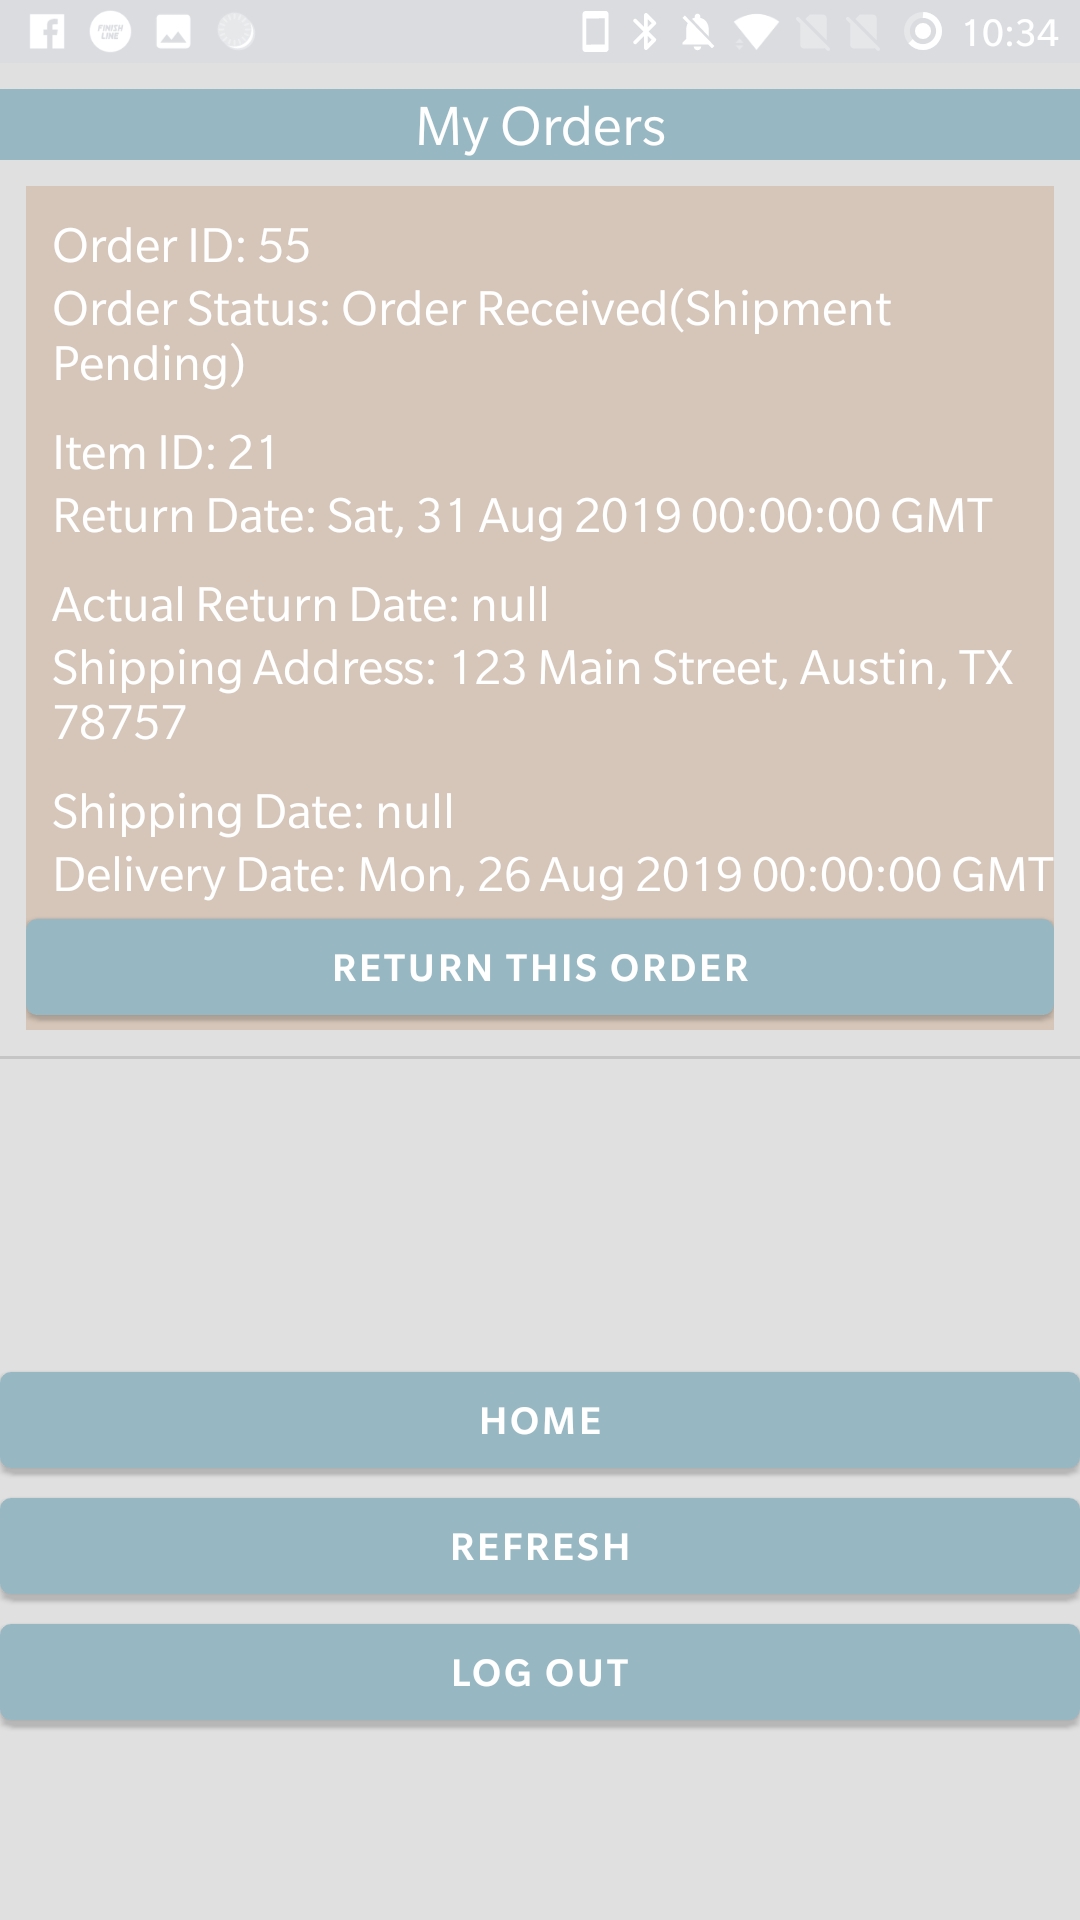 FINISH
LINE
10:34
My Orders
Order ID: 55
Order Status: Order Received(Shipment
Pending)
Item ID: 21
Return Date: Sat, 31 Aug 2019 00:00:00 GMT
Actual Return Date: null
Shipping Address: 123 Main Street, Austin, TX
78757
Shipping Date: null
Delivery Date: Mon, 26 Aug 2019 00:00:00 GMT
RETURN THIS ORDER
HOME
REFRESH
LOG OUT